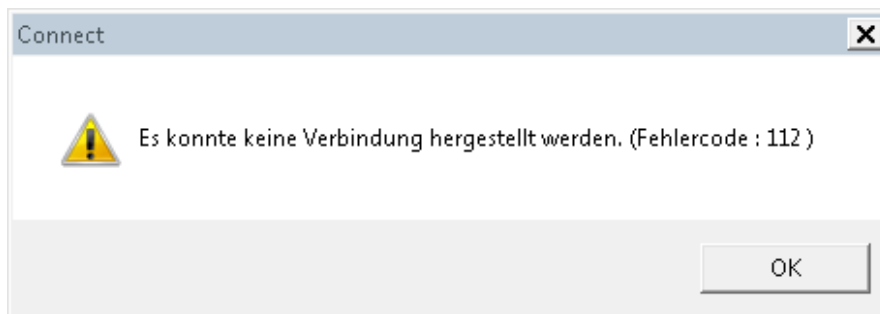 Connect
Es konnte keine Verbindung hergestellt werden. (Fehlercode : 112 )
OK